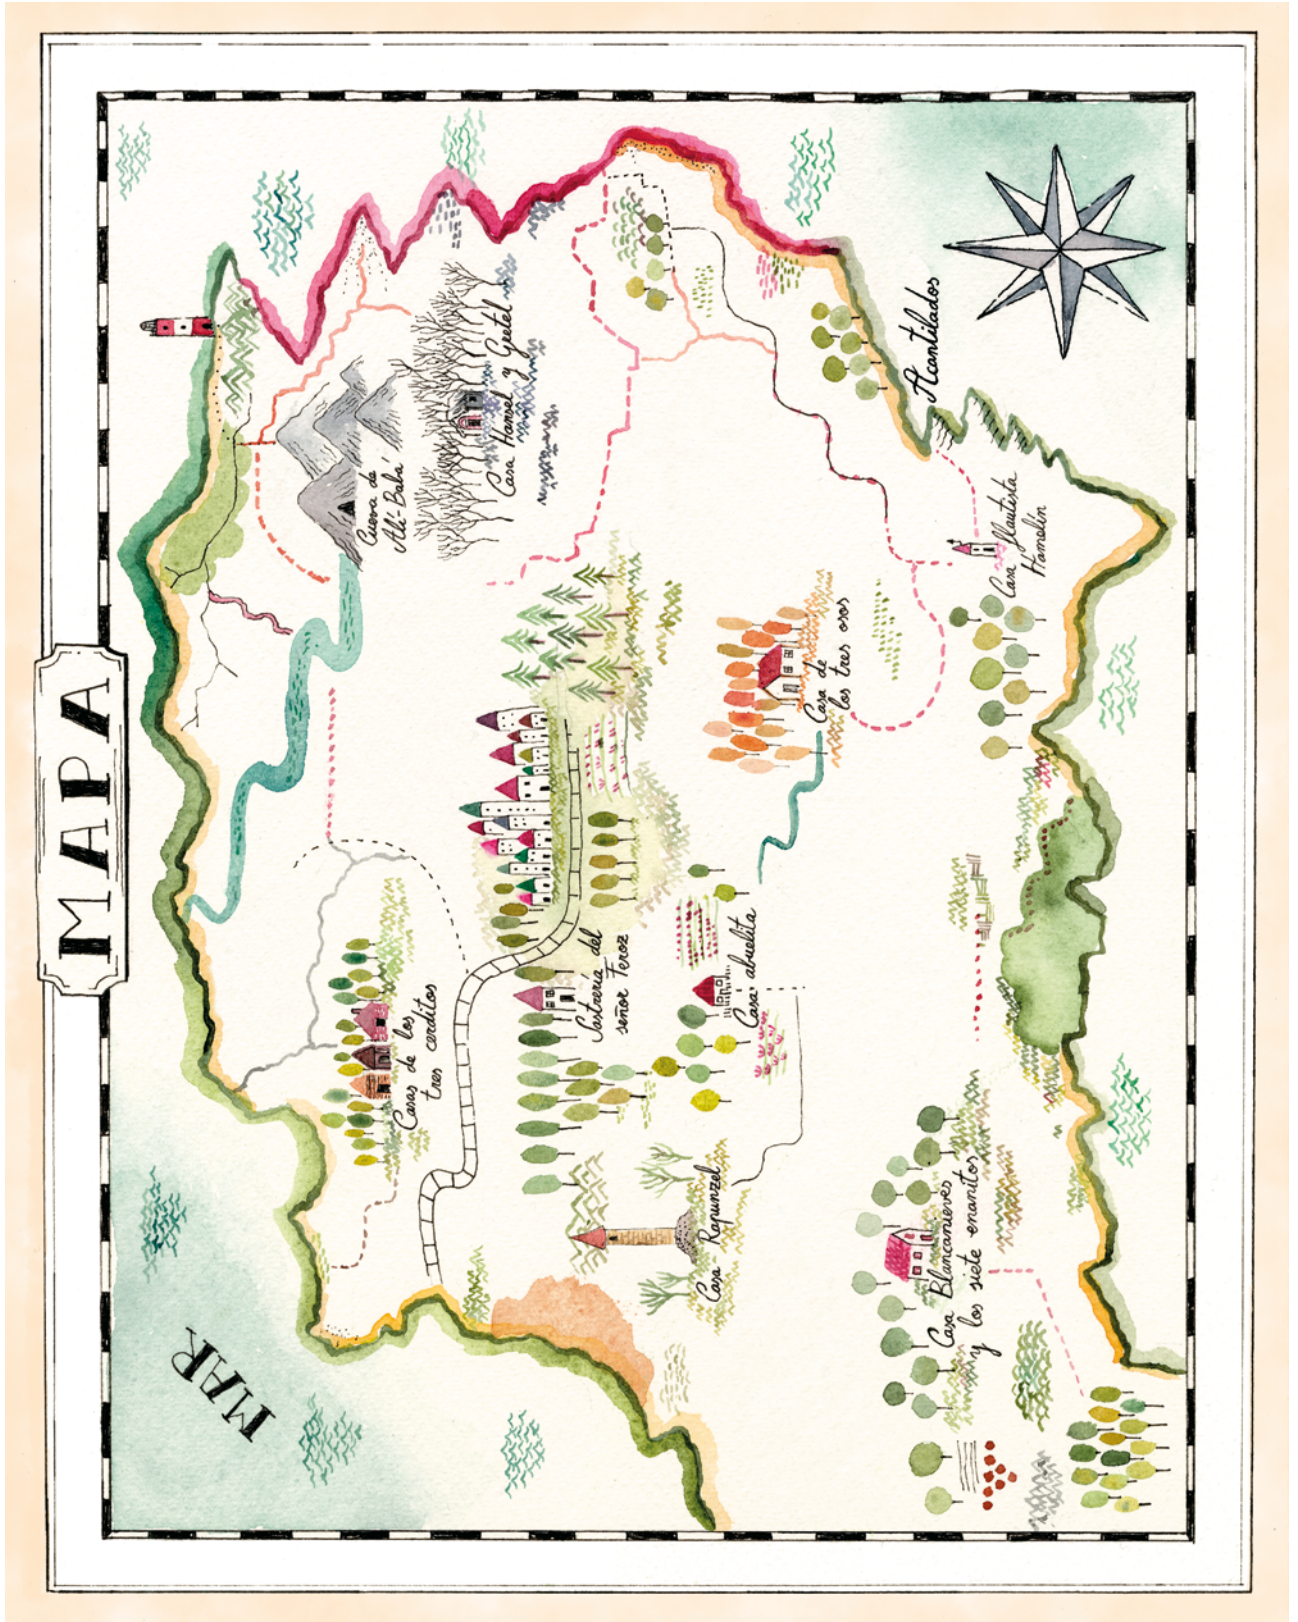 MAPA
MAR
Casas de los
tres cerditos
Cueva de
Alí-Babá
Casa Hansel y Gretel
Sastrería del
señor Feroz
Casa Rapunzel
Casa abuelita
Casa de
los tres osos
Acantilados
Casa Blancanieves
y los siete enanitos
Casa flautista
Hamelín